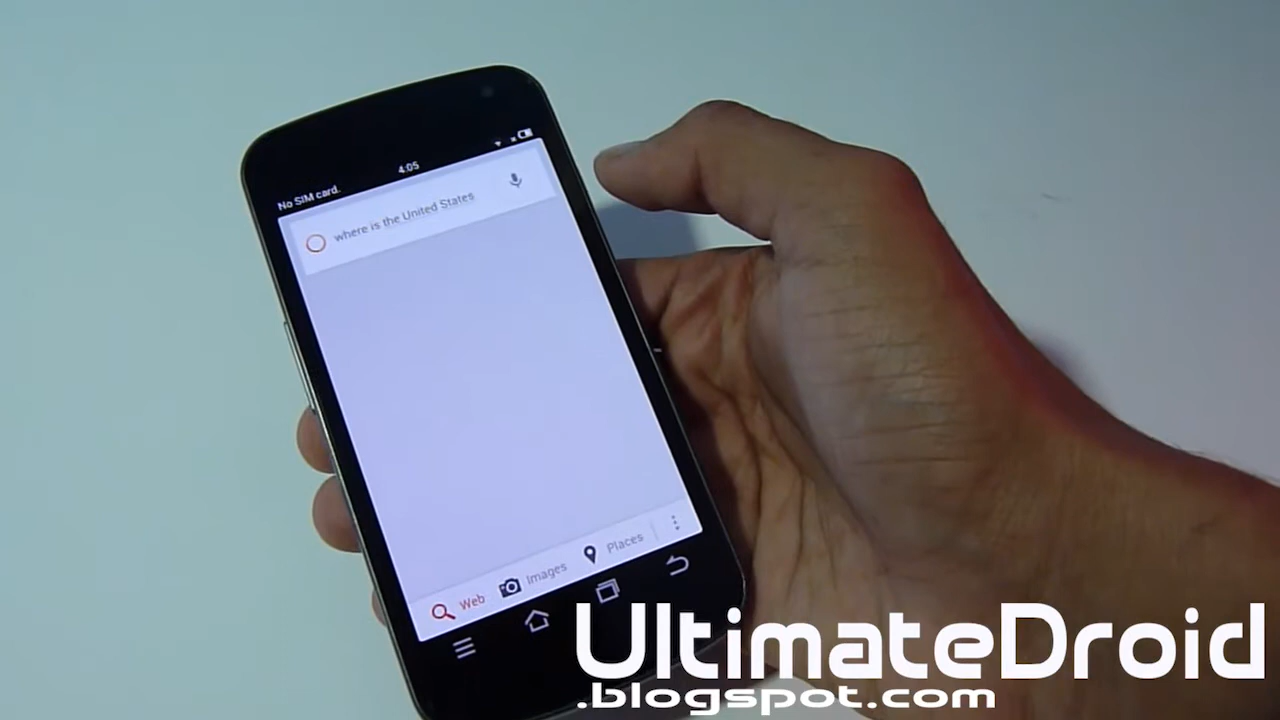 No SIM card.
4:05
where is the United States
Web
Images
Places
UltimateDroid
.blogspot.com